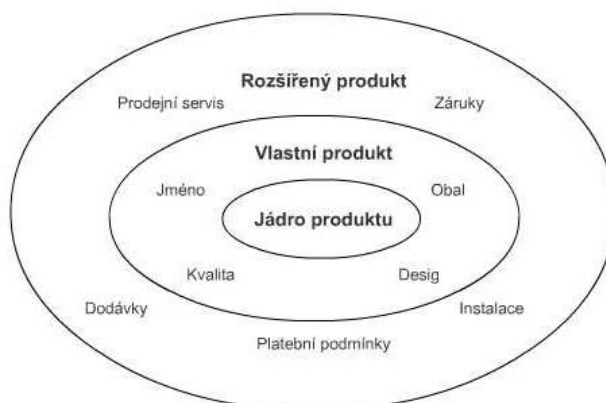 Rozšířený produkt
Prodejní servis
Záruky
Vlastní produkt
Jméno
Obal
Jádro produktu
Kvalita
Desig
Dodávky
Instalace
Platební podmínky